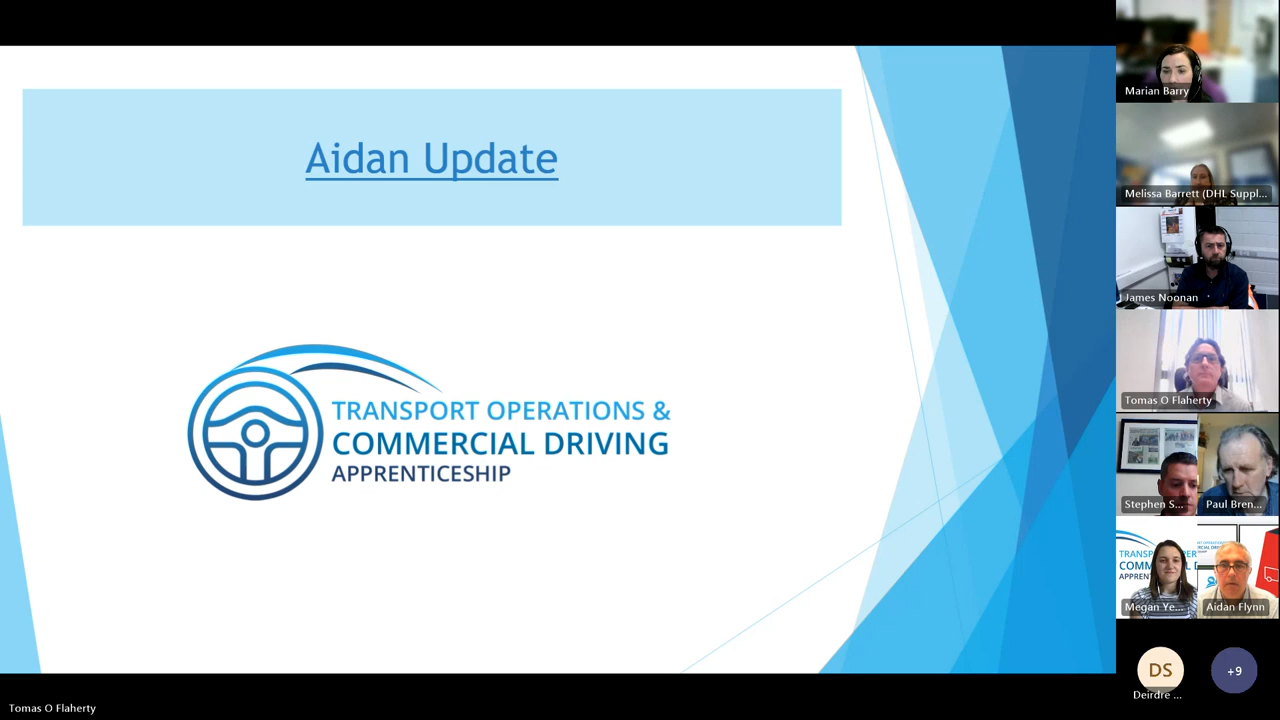 Aidan Update
TRANSPORT OPERATIONS &
COMMERCIAL DRIVING
APPRENTICESHIP
Marian Barry
Melissa Barrett (DHL Suppl...
James Noonan
Tomas O Flaherty
Stephen S...
Paul Bren...
Megan Ye...
Aidan Flynn
DS
Deirdre ...
+9
Tomas O Flaherty